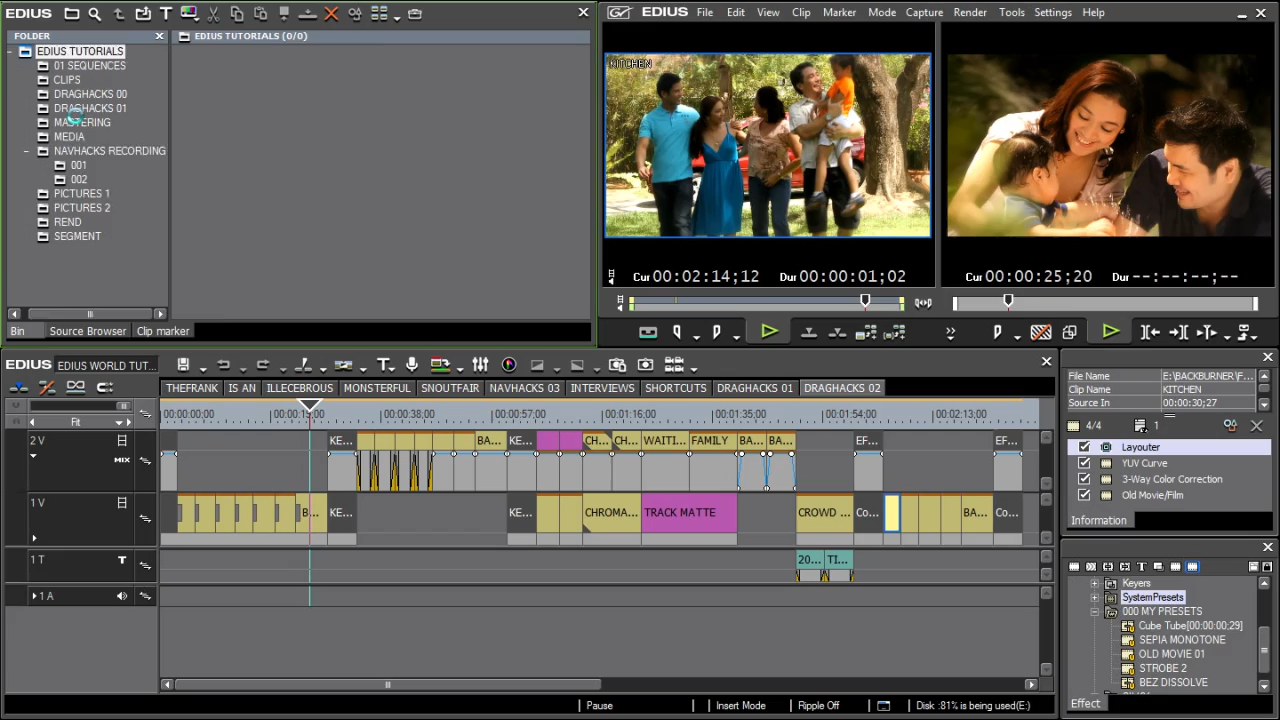 FOLDER
EDIUS TUTORIALS
01 SEQUENCES
CLIPS
DRAGHACKS 00
DRAGHACKS 01
MASTERING
MEDIA
NAVHACKS RECORDING
001
002
PICTURES 1
PICTURES 2
REND
SEGMENT
EDIUS TUTORIALS (0/0)
Bin Source Browser Clip marker
EDIUS File Edit View Clip Marker Mode Capture Render Tools Settings Help
KITCHEN
Cur 00:02:14;12 Dur 00:00:01;02
Cur 00:00:25;20 Dur --:--:--;--
EDIUS EDIUS WORLD TUT...
THEFRANK IS AN ILLECEBROUS MONSTERFUL SNOUTFAIR NAVHACKS 03 INTERVIEWS SHORTCUTS DRAGHACKS 01 DRAGHACKS 02
Fit
00:00:00;00 00:00:38;00 00:00:57;00 00:01:16;00 00:01:35;00 00:01:54;00 00:02:13;00
2 V
MIX
KE... BA... KE... CH... CH... WAITI... FAMILY BA... BA... EF... EF...
1 V
B... KE... KE... CHROMA... TRACK MATTE CROWD ... Co... BA... Co...
1 T
T
20... TI...
1 A
Pause Insert Mode Ripple Off Disk :81% is being used(E:)
File Name E:\BACKBURNER\F...
Clip Name KITCHEN
Source In 00:00:30;27
4/4 1
Layouter
YUV Curve
3-Way Color Correction
Old Movie/Film
Information
Keyers
SystemPresets
000 MY PRESETS
Cube Tube[00:00:00;29]
SEPIA MONOTONE
OLD MOVIE 01
STROBE 2
BEZ DISSOLVE
Effect